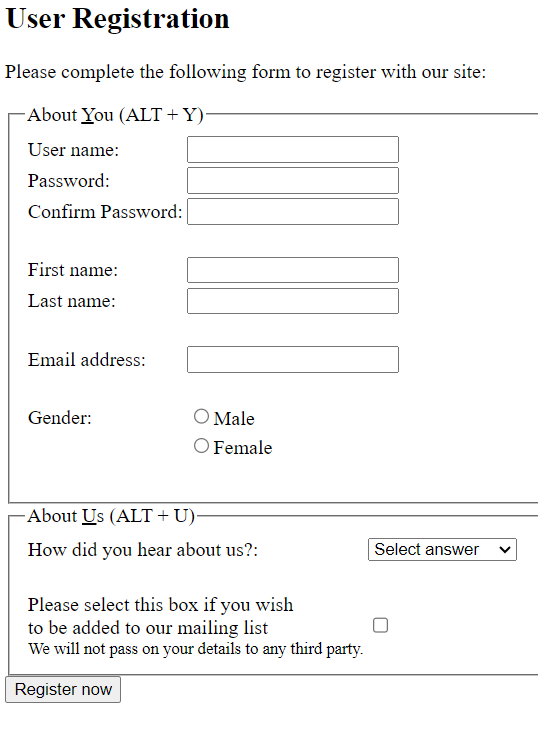 User Registration
Please complete the following form to register with our site:
About You (ALT + Y)
User name:
Password:
Confirm Password:
First name:
Last name:
Email address:
Gender:
Male
Female
About Us (ALT + U)
How did you hear about us?:
Select answer
Please select this box if you wish
to be added to our mailing list
We will not pass on your details to any third party.
Register now